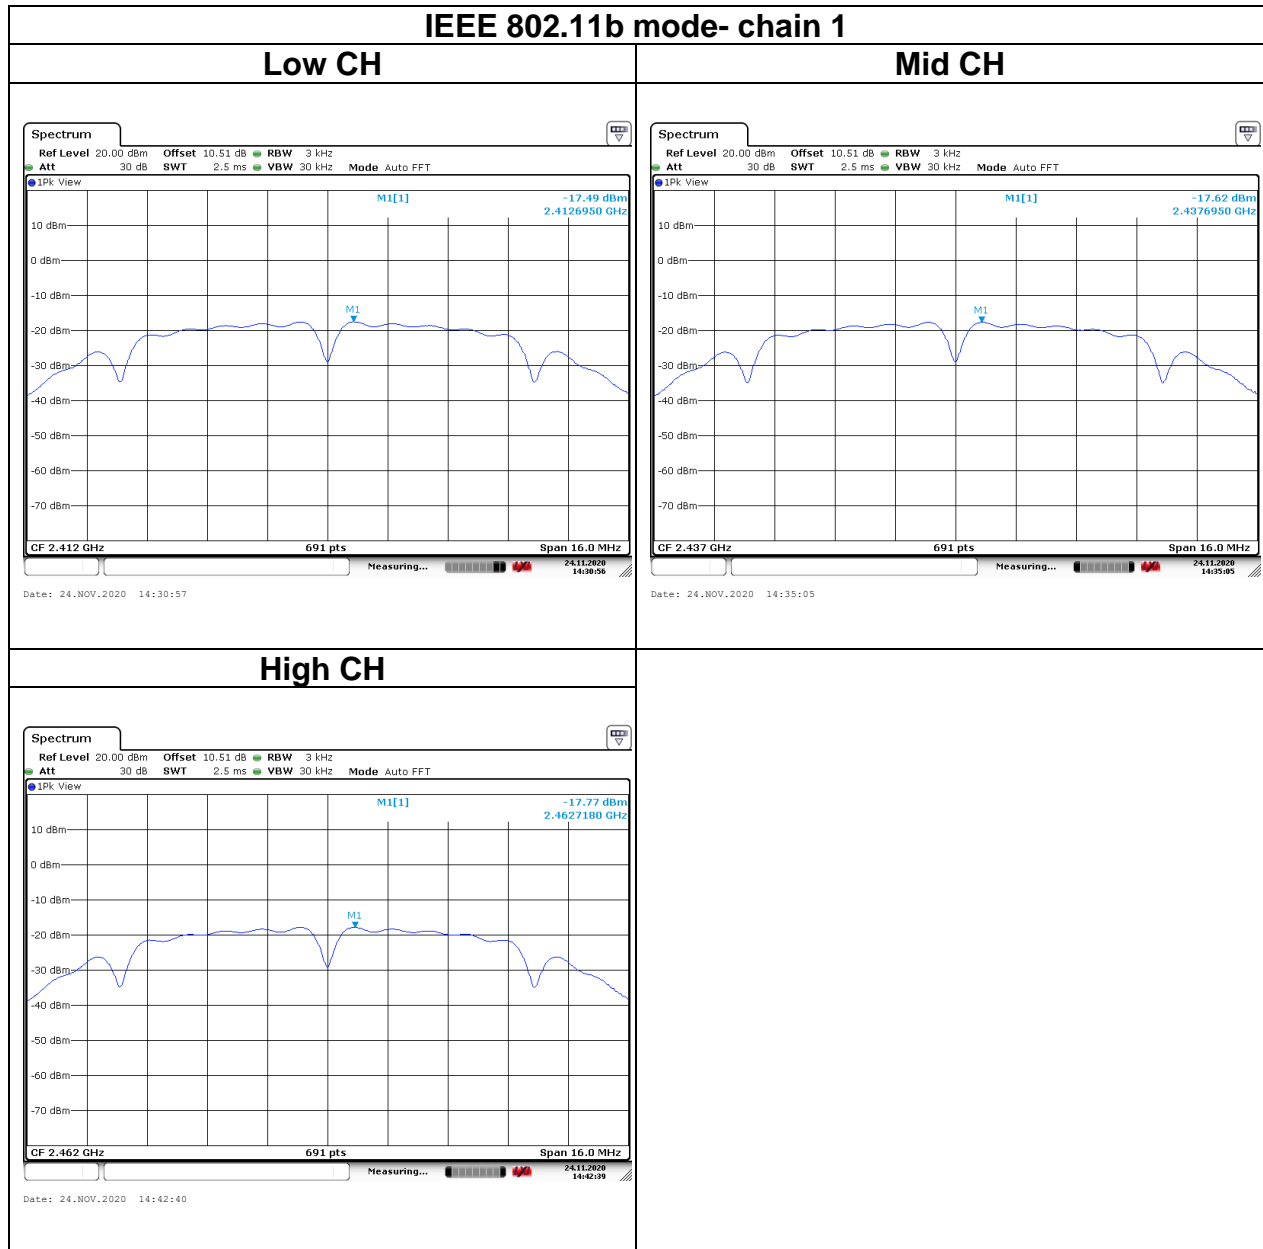 IEEE 802.11b mode- chain 1
Low CH
Mid CH
Spectrum
Ref Level 20.00 dBm Offset 10.51 dB RBW 3 kHz
Att 30 dB SWT 2.5 ms VBW 30 kHz Mode Auto FFT
1Pk View
M1[1] -17.49 dBm
2.4126950 GHz
10 dBm
0 dBm
-10 dBm
M1
-20 dBm
-30 dBm
-40 dBm
-50 dBm
-60 dBm
-70 dBm
CF 2.412 GHz 691 pts Span 16.0 MHz
Measuring... 24.11.2020
14:30:56
Date: 24.NOV.2020 14:30:57
Spectrum
Ref Level 20.00 dBm Offset 10.51 dB RBW 3 kHz
Att 30 dB SWT 2.5 ms VBW 30 kHz Mode Auto FFT
1Pk View
M1[1] -17.62 dBm
2.4376950 GHz
10 dBm
0 dBm
-10 dBm
M1
-20 dBm
-30 dBm
-40 dBm
-50 dBm
-60 dBm
-70 dBm
CF 2.437 GHz 691 pts Span 16.0 MHz
Measuring... 24.11.2020
14:35:05
Date: 24.NOV.2020 14:35:05
High CH
Spectrum
Ref Level 20.00 dBm Offset 10.51 dB RBW 3 kHz
Att 30 dB SWT 2.5 ms VBW 30 kHz Mode Auto FFT
1Pk View
M1[1] -17.77 dBm
2.4627180 GHz
10 dBm
0 dBm
-10 dBm
M1
-20 dBm
-30 dBm
-40 dBm
-50 dBm
-60 dBm
-70 dBm
CF 2.462 GHz 691 pts Span 16.0 MHz
Measuring... 24.11.2020
14:42:39
Date: 24.NOV.2020 14:42:40